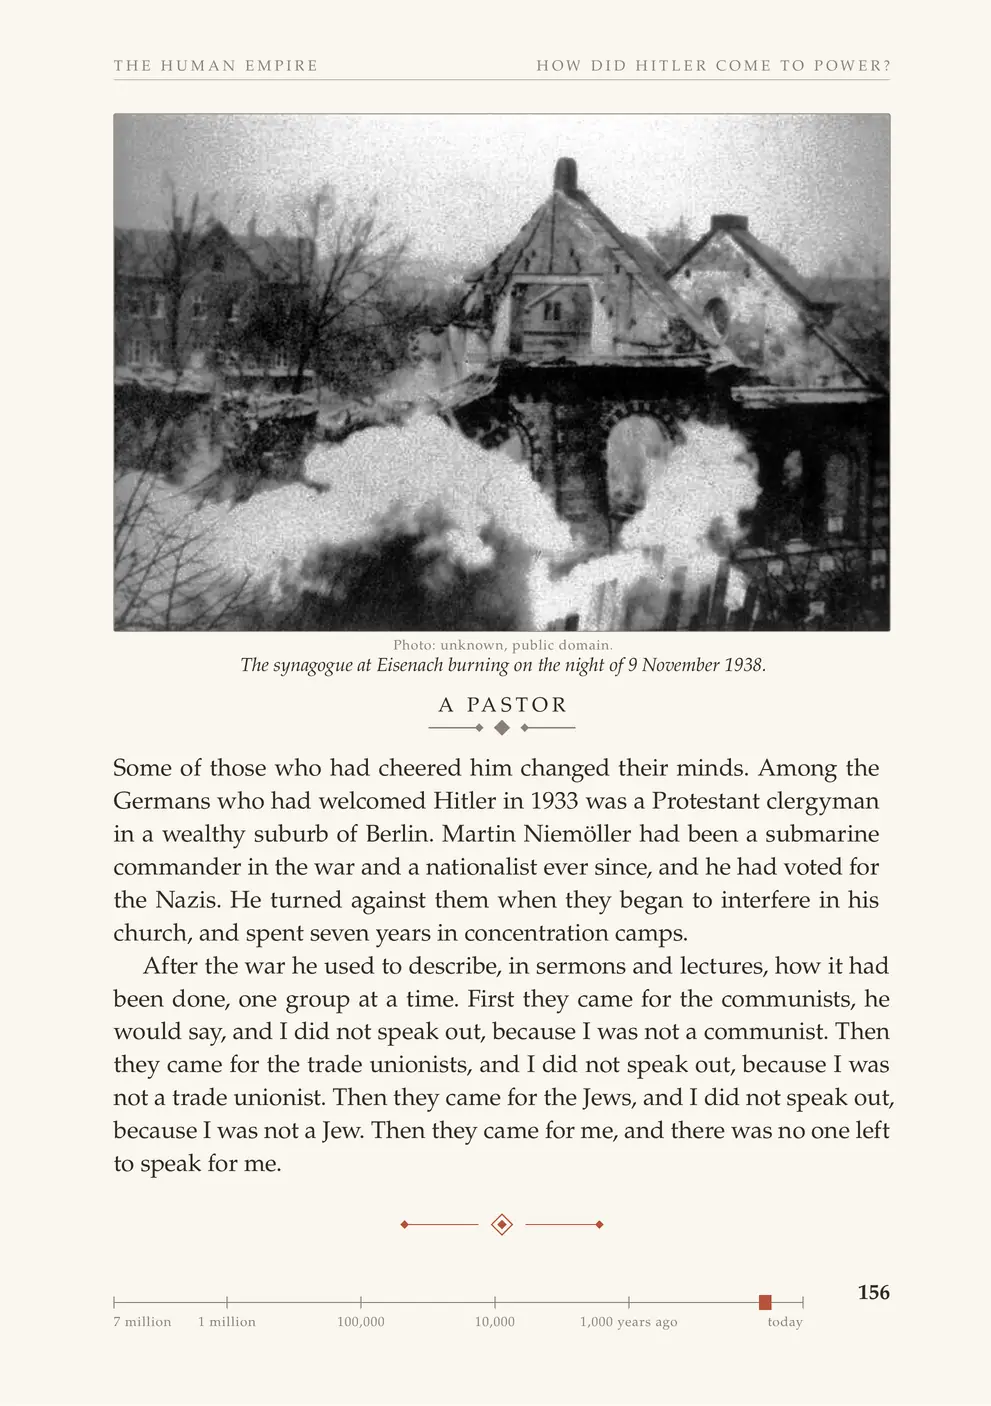 THE HUMAN EMPIRE
HOW DID HITLER COME TO POWER?
Photo: unknown, public domain.
The synagogue at Eisenach burning on the night of 9 November 1938.
A PASTOR
Some of those who had cheered him changed their minds. Among the
Germans who had welcomed Hitler in 1933 was a Protestant clergyman
in a wealthy suburb of Berlin. Martin Niemöller had been a submarine
commander in the war and a nationalist ever since, and he had voted for
the Nazis. He turned against them when they began to interfere in his
church, and spent seven years in concentration camps.
After the war he used to describe, in sermons and lectures, how it had
been done, one group at a time. First they came for the communists, he
would say, and I did not speak out, because I was not a communist. Then
they came for the trade unionists, and I did not speak out, because I was
not a trade unionist. Then they came for the Jews, and I did not speak out,
because I was not a Jew. Then they came for me, and there was no one left
to speak for me.
156
7 million
1 million
100,000
10,000
1,000 years ago
today